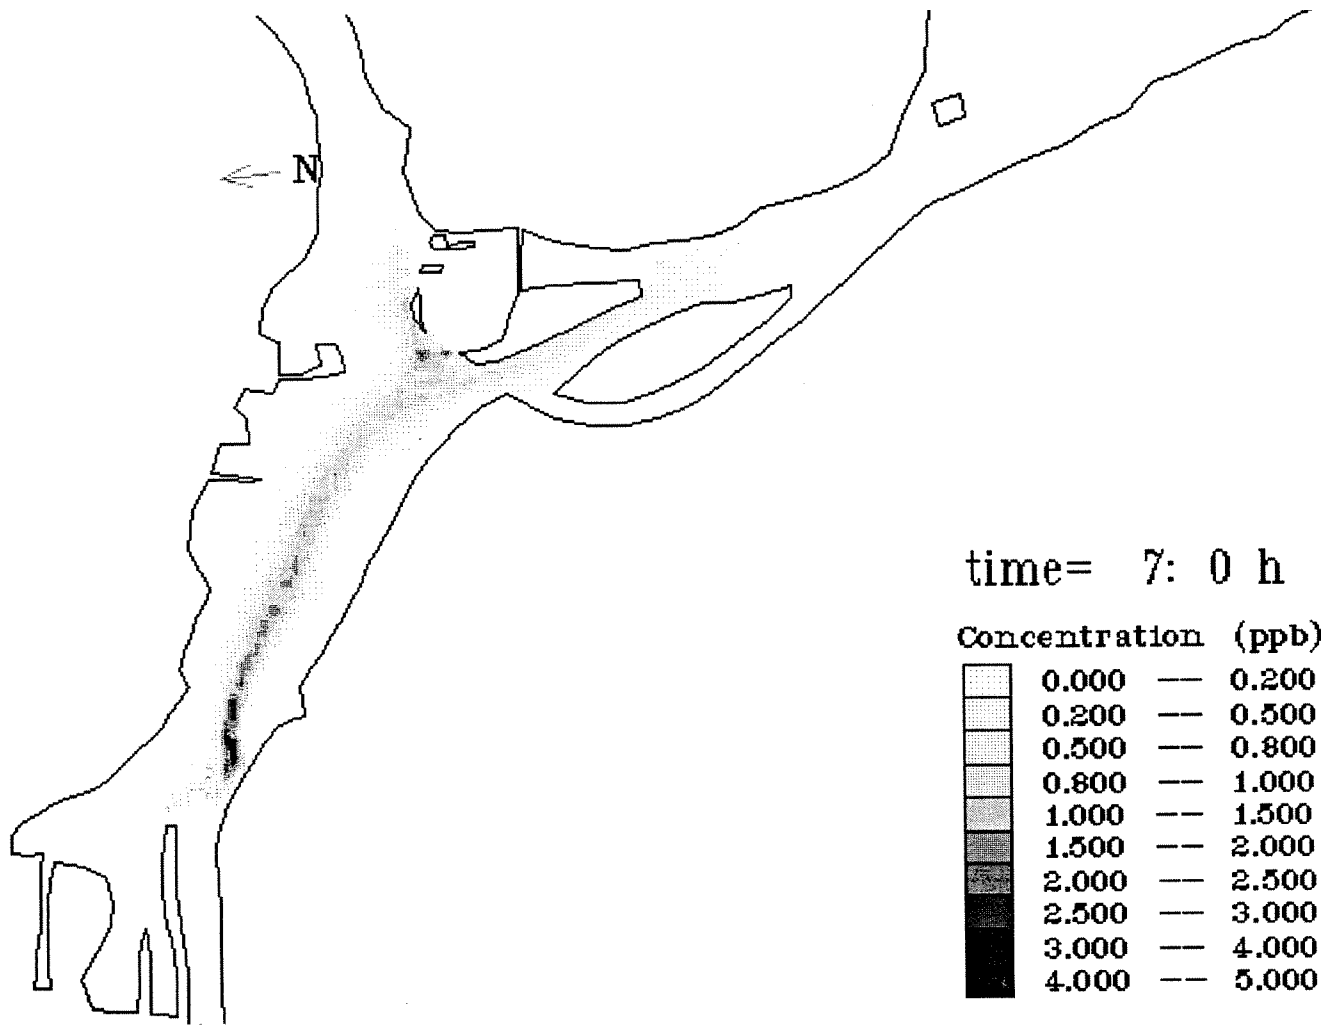 N
time= 7: 0 h
Concentration (ppb)
0.000 -- 0.200
0.200 -- 0.500
0.500 -- 0.800
0.800 -- 1.000
1.000 -- 1.500
1.500 -- 2.000
2.000 -- 2.500
2.500 -- 3.000
3.000 -- 4.000
4.000 -- 5.000